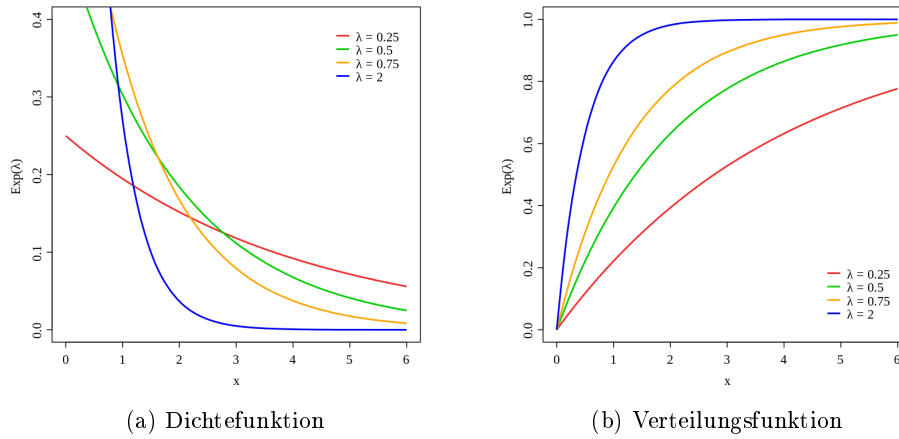 0.4
0.3
0.2
0.1
0.0
Exp(λ)
λ = 0.25
λ = 0.5
λ = 0.75
λ = 2
0 1 2 3 4 5 6
x
(a) Dichtefunktion
1.0
0.8
0.6
0.4
0.2
0.0
Exp(λ)
λ = 0.25
λ = 0.5
λ = 0.75
λ = 2
0 1 2 3 4 5 6
x
(b) Verteilungsfunktion